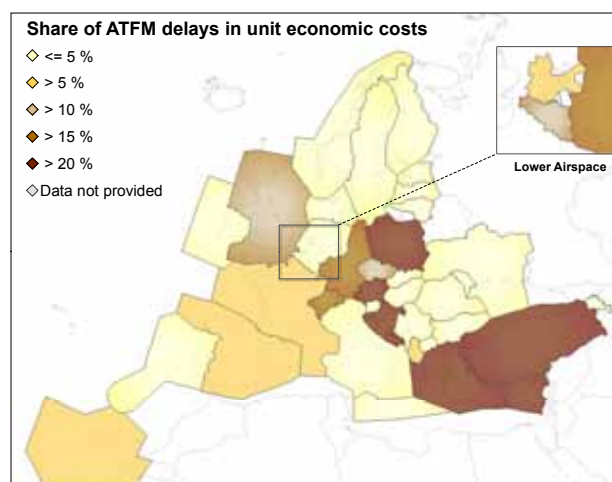 Share of ATFM delays in unit economic costs
<= 5 %
> 5 %
> 10 %
> 15 %
> 20 %
Data not provided
Lower Airspace